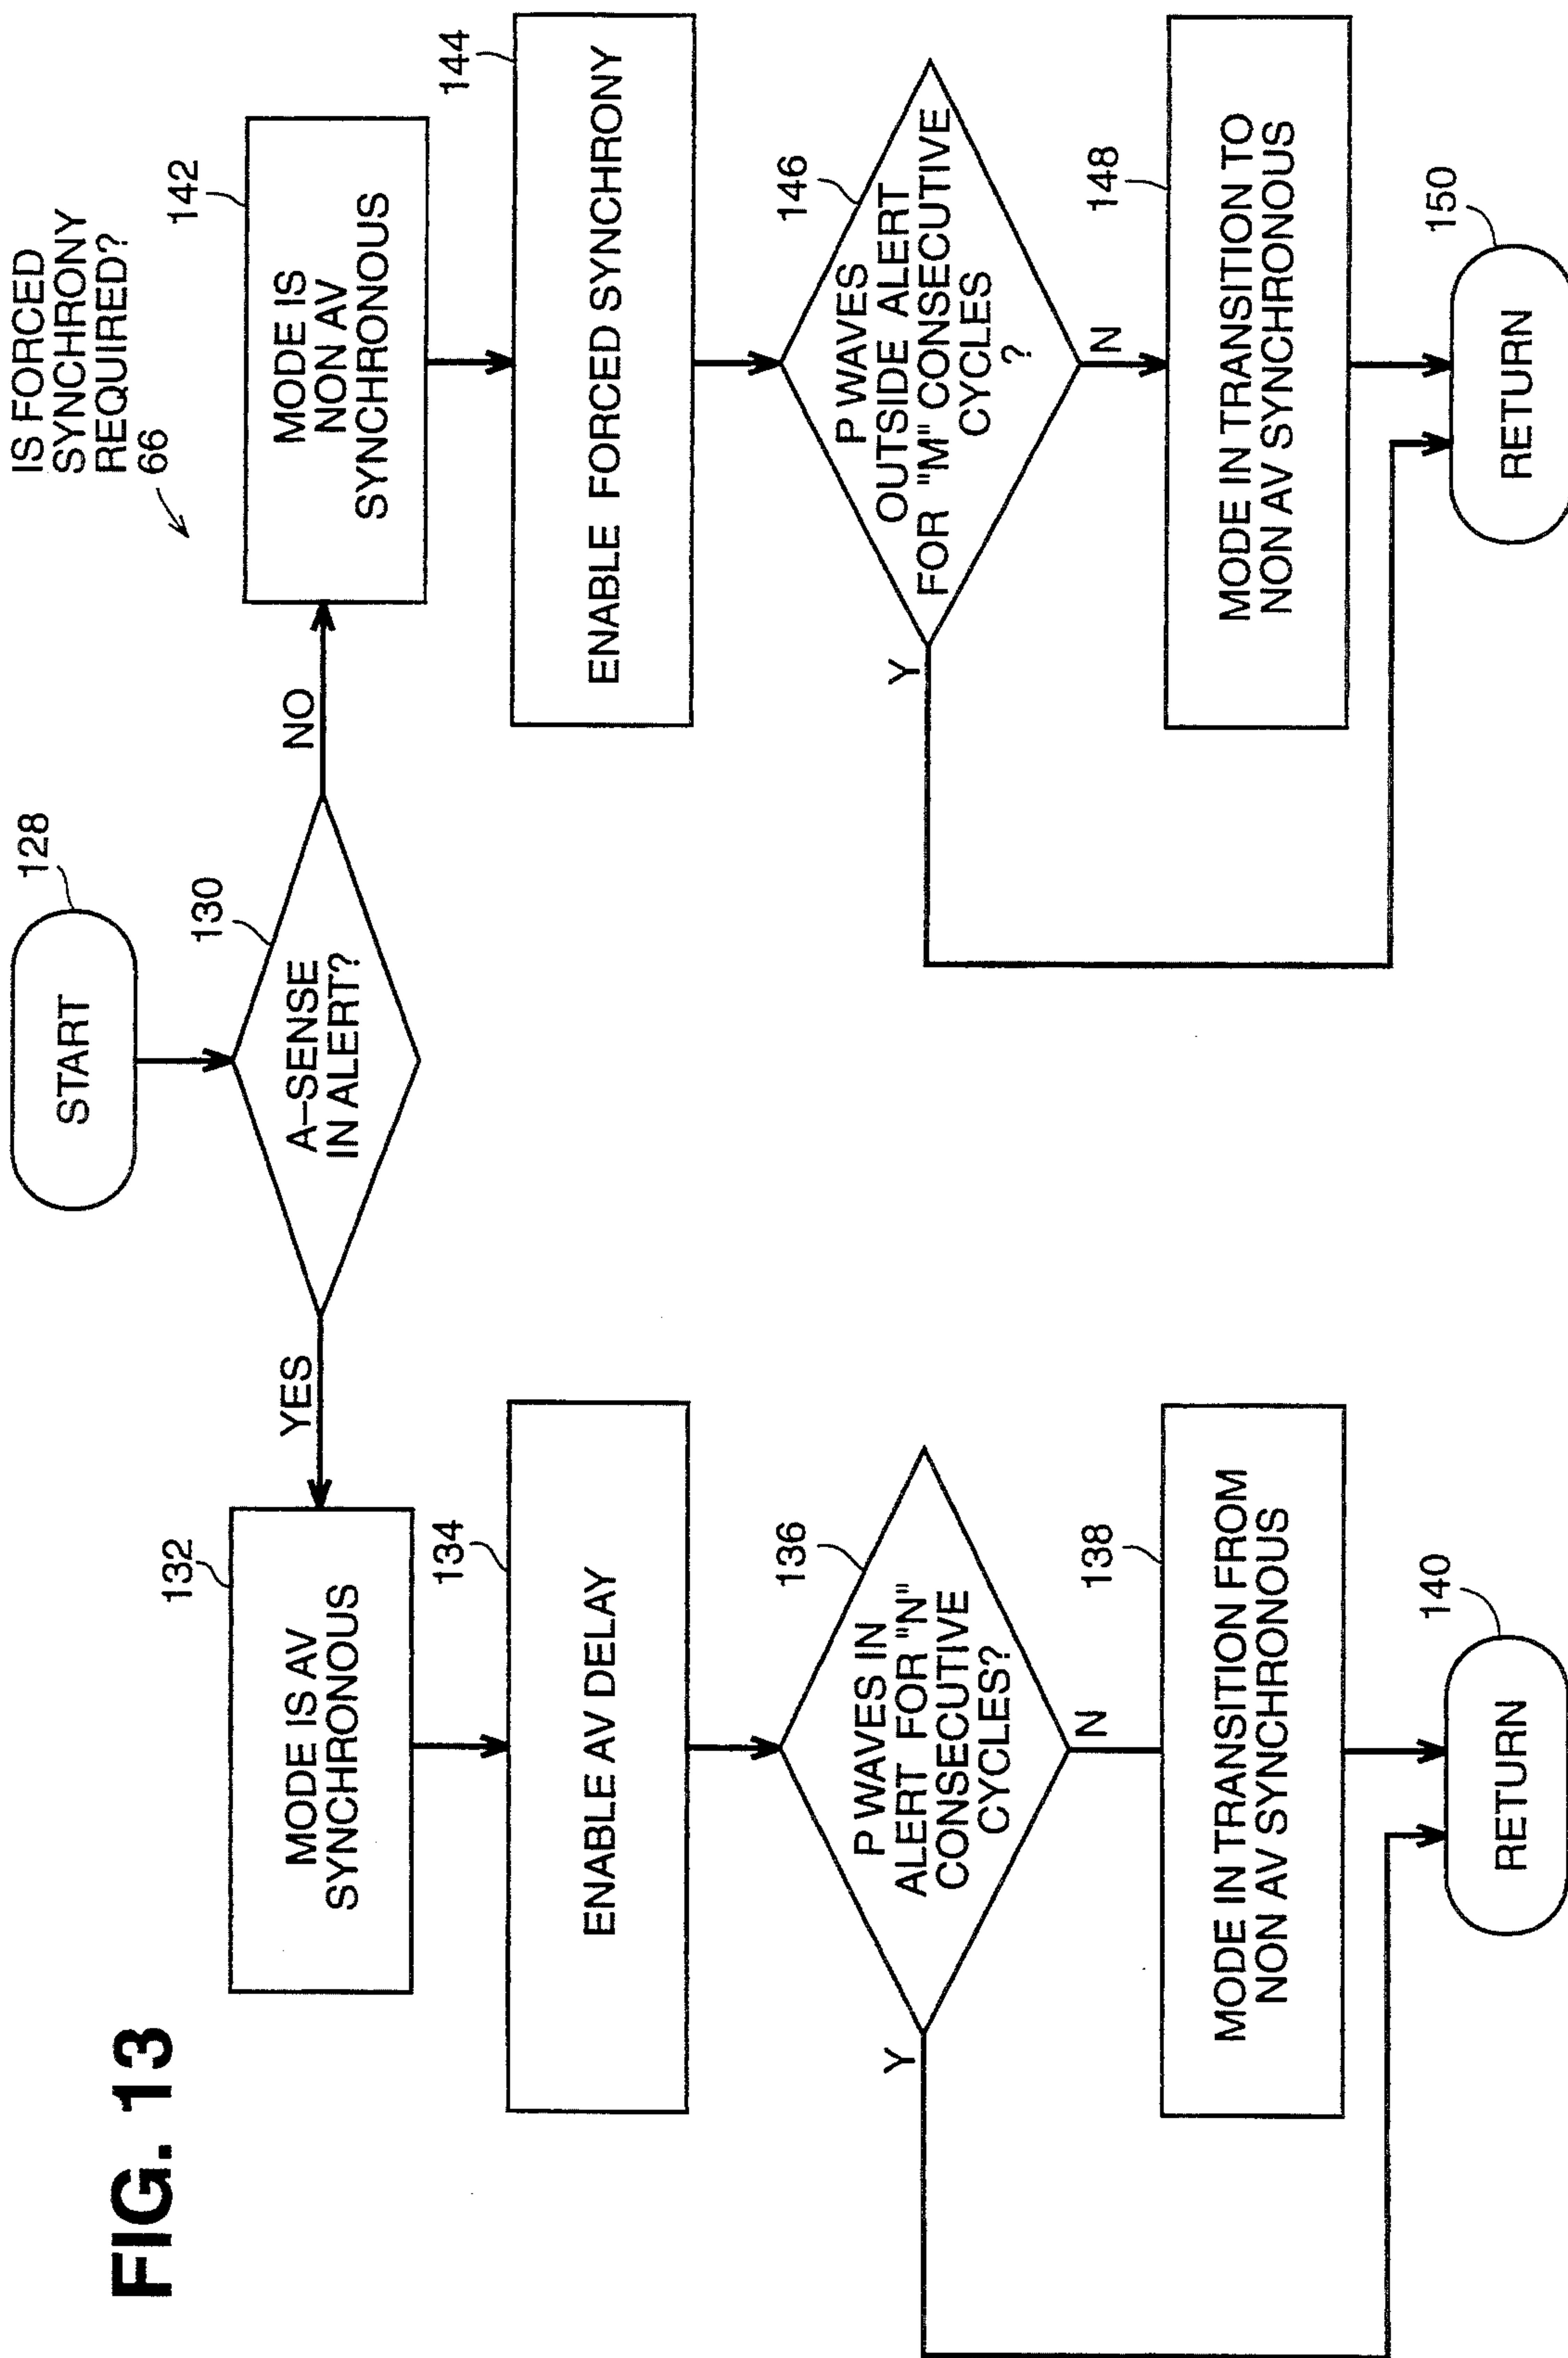 FIG. 13
IS FORCED
SYNCHRONY
REQUIRED?
66
START
128
A-SENSE
IN ALERT?
130
YES
NO
MODE IS AV
SYNCHRONOUS
132
ENABLE AV DELAY
134
P WAVES IN
ALERT FOR "N"
CONSECUTIVE
CYCLES?
136
Y
N
MODE IN TRANSITION FROM
NON AV SYNCHRONOUS
138
RETURN
140
MODE IS
NON AV
SYNCHRONOUS
142
ENABLE FORCED SYNCHRONY
144
P WAVES
OUTSIDE ALERT
FOR "M" CONSECUTIVE
CYCLES
?
146
Y
N
MODE IN TRANSITION TO
NON AV SYNCHRONOUS
148
RETURN
150